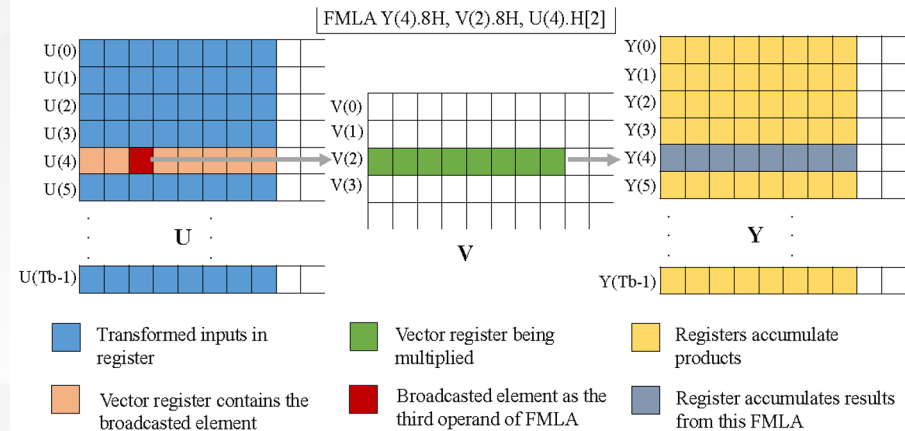 FMLA Y(4).8H, V(2).8H, U(4).H[2]
U(0)
U(1)
U(2)
U(3)
U(4)
U(5)
U
U(Tb-1)
V(0)
V(1)
V(2)
V(3)
V
Y(0)
Y(1)
Y(2)
Y(3)
Y(4)
Y(5)
Y
Y(Tb-1)
Transformed inputs in
register
Vector register being
multiplied
Registers accumulate
products
Vector register contains the
broadcasted element
Broadcasted element as the
third operand of FMLA
Register accumulates results
from this FMLA